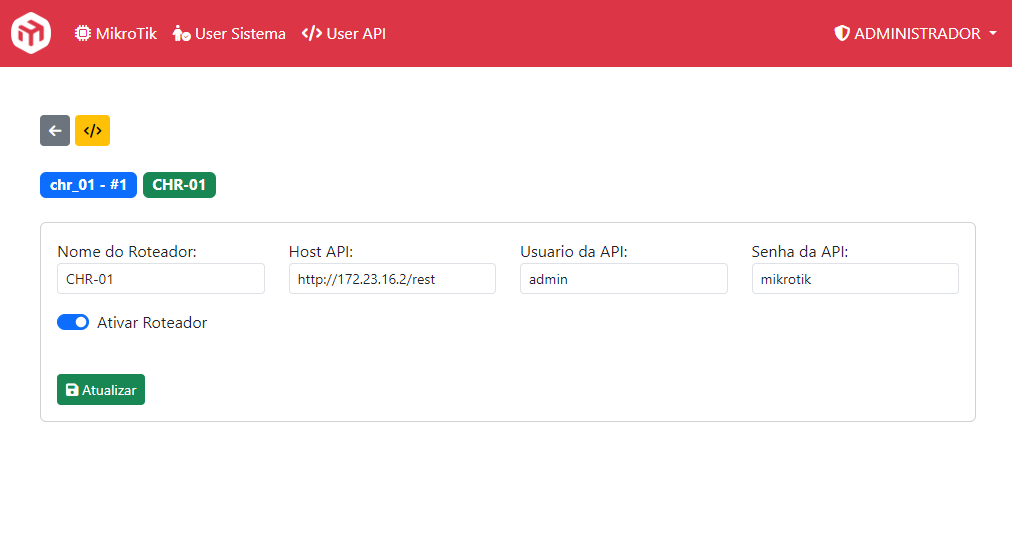 MikroTik User Sistema </> User API ADMINISTRADOR
</>
chr_01 - #1 CHR-01
Nome do Roteador: Host API: Usuario da API: Senha da API:
CHR-01 http://172.23.16.2/rest admin mikrotik
Ativar Roteador
Atualizar